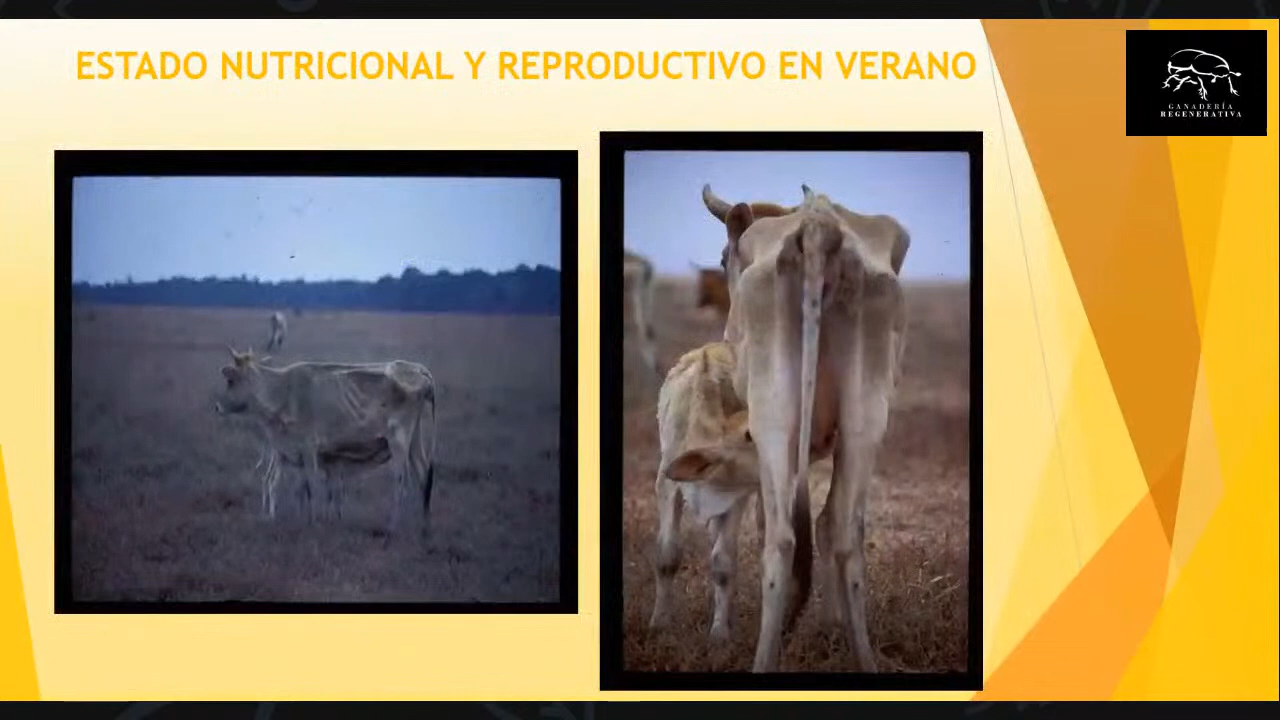 ESTADO NUTRICIONAL Y REPRODUCTIVO EN VERANO
GANADERÍA
REGENERATIVA